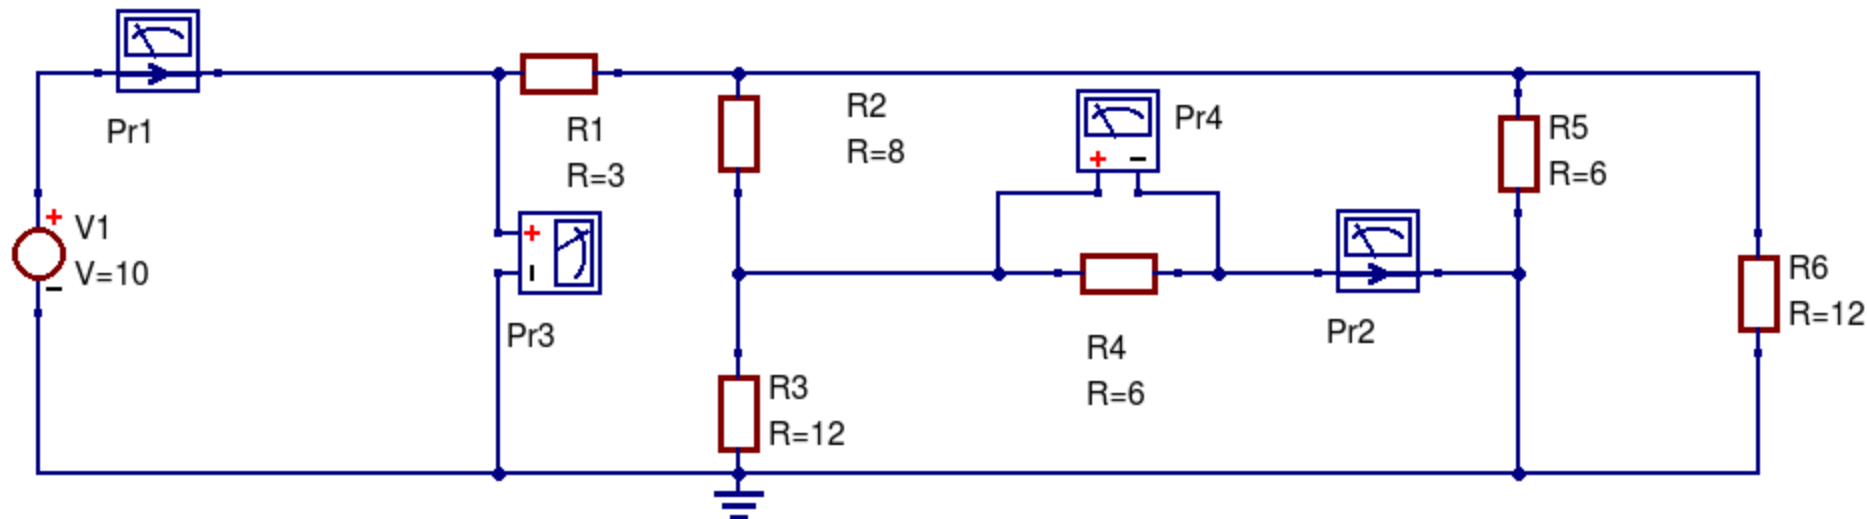 Pr1
V1
V=10
Pr3
R1
R=3
R2
R=8
R3
R=12
Pr4
R4
R=6
Pr2
R5
R=6
R6
R=12